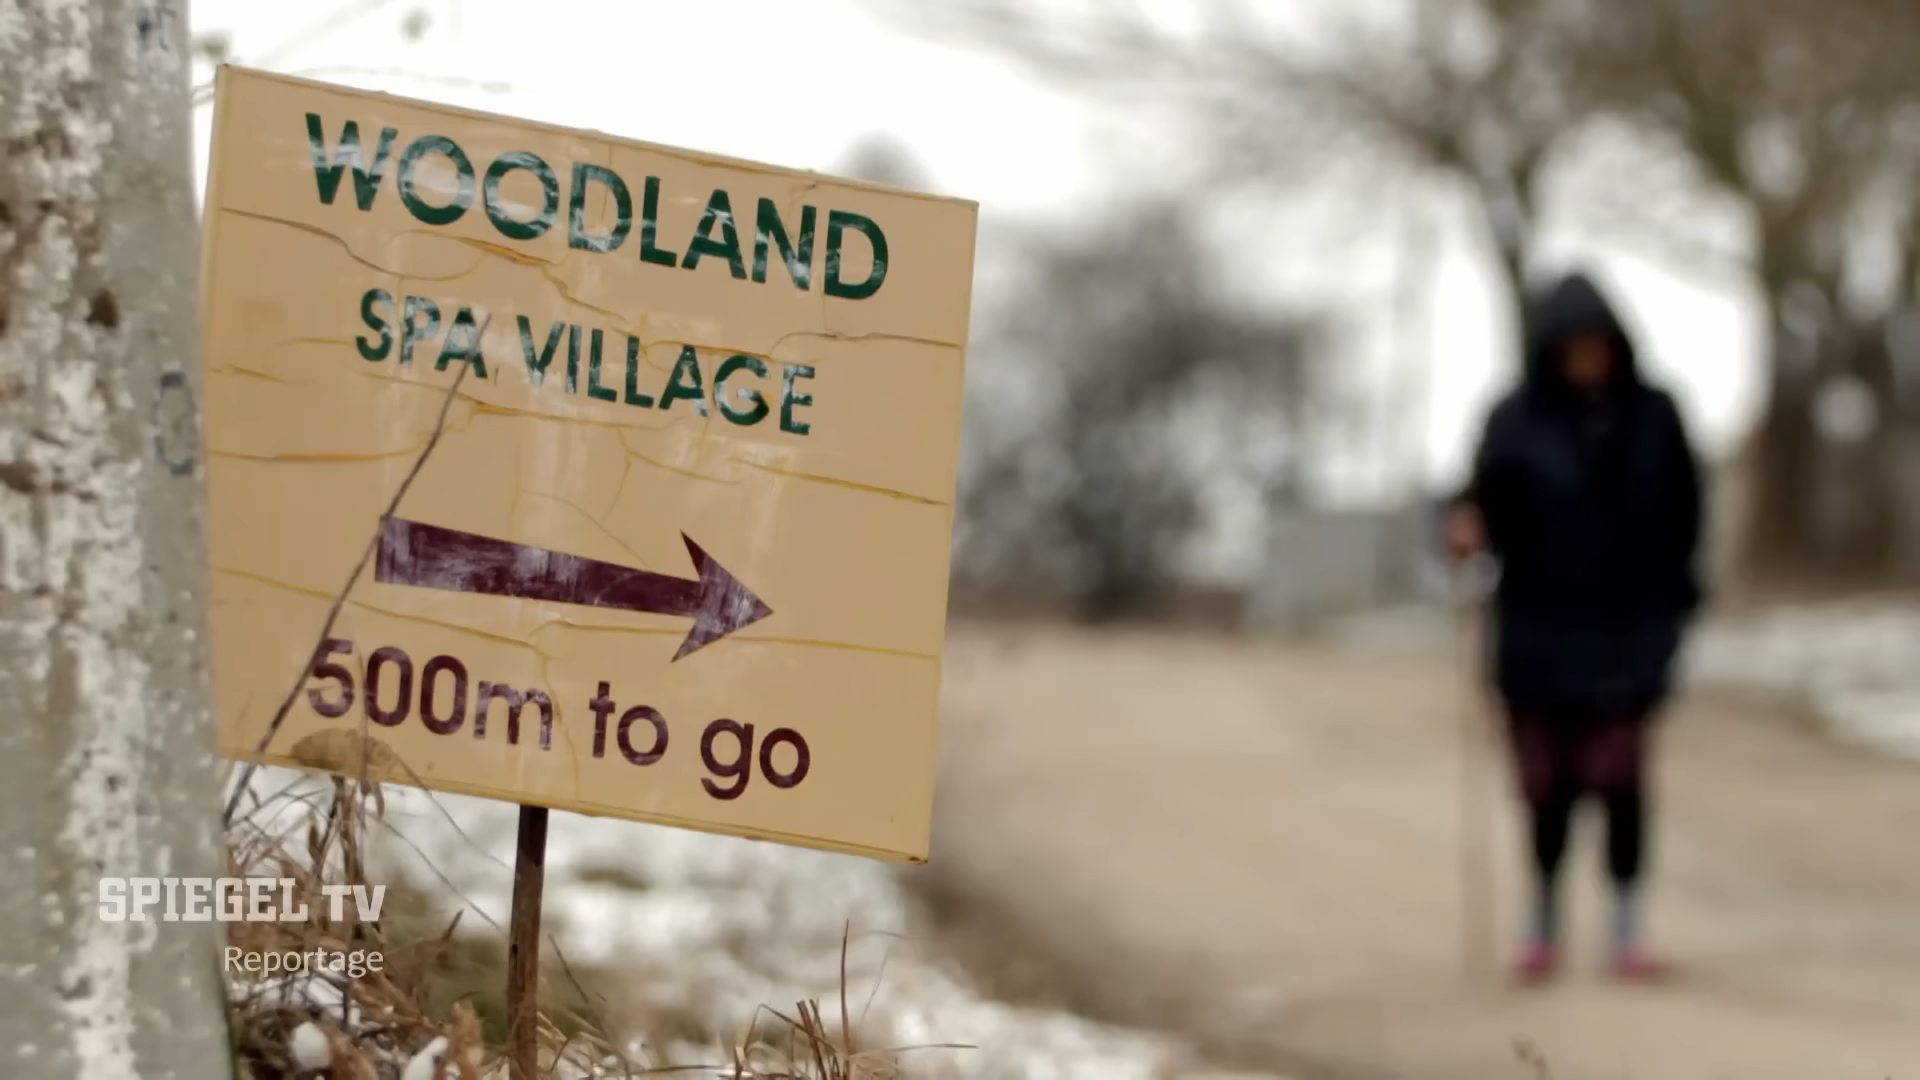 WOODLAND
SPA VILLAGE
500m to go
SPIEGEL TV
Reportage